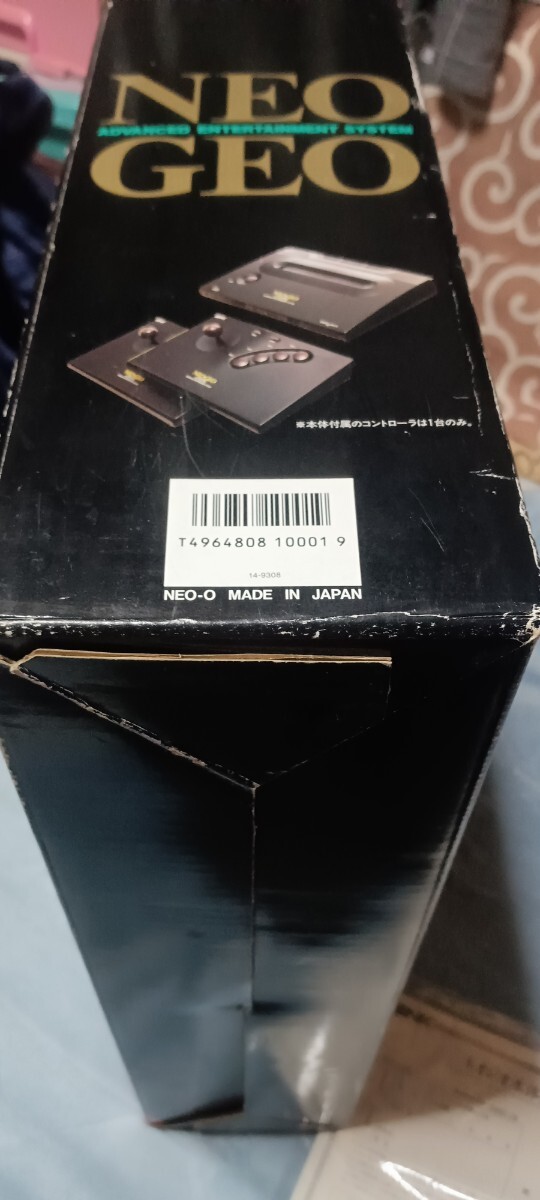 NEO
ADVANCED ENTERTAINMENT SYSTEM
GEO
※本体付属のコントローラは1台のみ。
T4964808 10001 9
14-9308
NEO-O MADE IN JAPAN